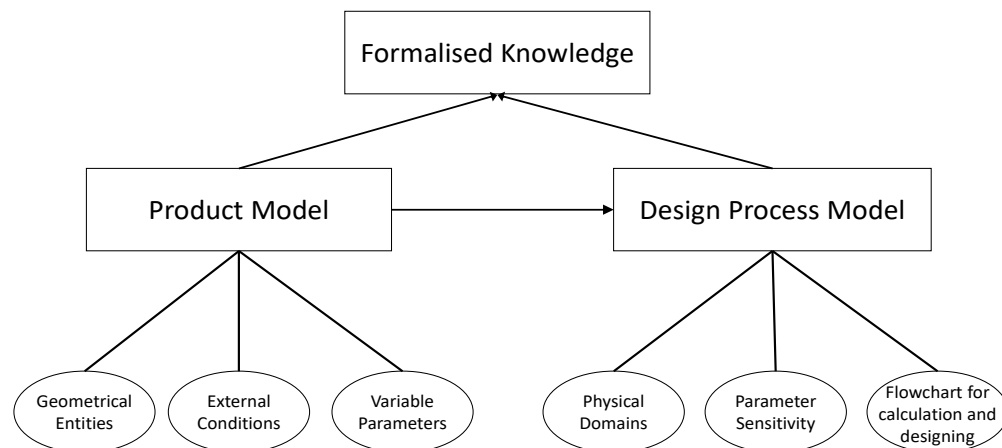 Formalised Knowledge
Product Model
Design Process Model
Geometrical
Entities
External
Conditions
Variable
Parameters
Physical
Domains
Parameter
Sensitivity
Flowchart for
calculation and
designing